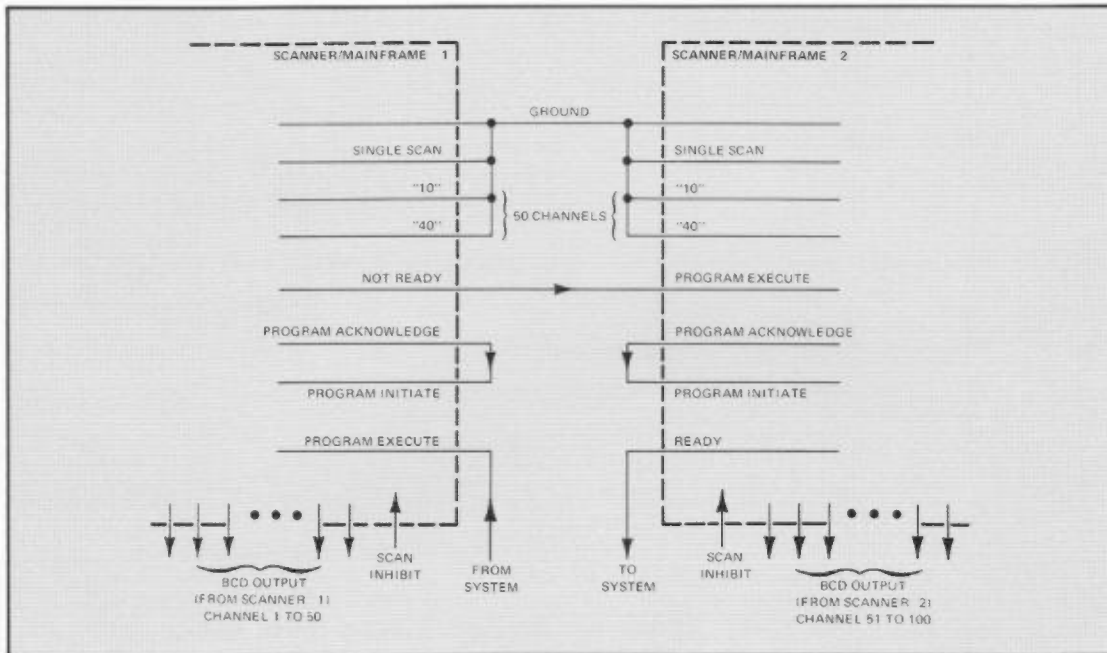 SCANNER/MAINFRAME 1
SCANNER/MAINFRAME 2
GROUND
SINGLE SCAN
SINGLE SCAN
"10"
"10"
50 CHANNELS
"40"
"40"
NOT READY
PROGRAM EXECUTE
PROGRAM ACKNOWLEDGE
PROGRAM ACKNOWLEDGE
PROGRAM INITIATE
PROGRAM INITIATE
PROGRAM EXECUTE
READY
SCAN
INHIBIT
FROM
SYSTEM
TO
SYSTEM
SCAN
INHIBIT
BCD OUTPUT
(FROM SCANNER 1)
CHANNEL 1 TO 50
BCD OUTPUT
(FROM SCANNER 2)
CHANNEL 51 TO 100